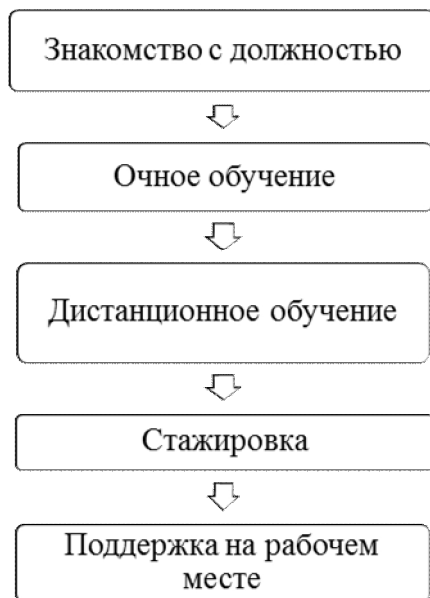 Знакомство с должностью
Очное обучение
Дистанционное обучение
Стажировка
Поддержка на рабочем
месте